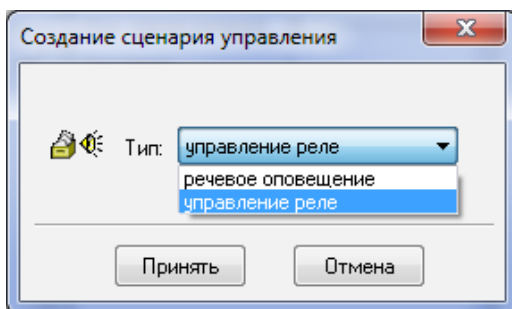 Создание сценария управления
Тип: управление реле
речевое оповещение
управление реле
Принять Отмена